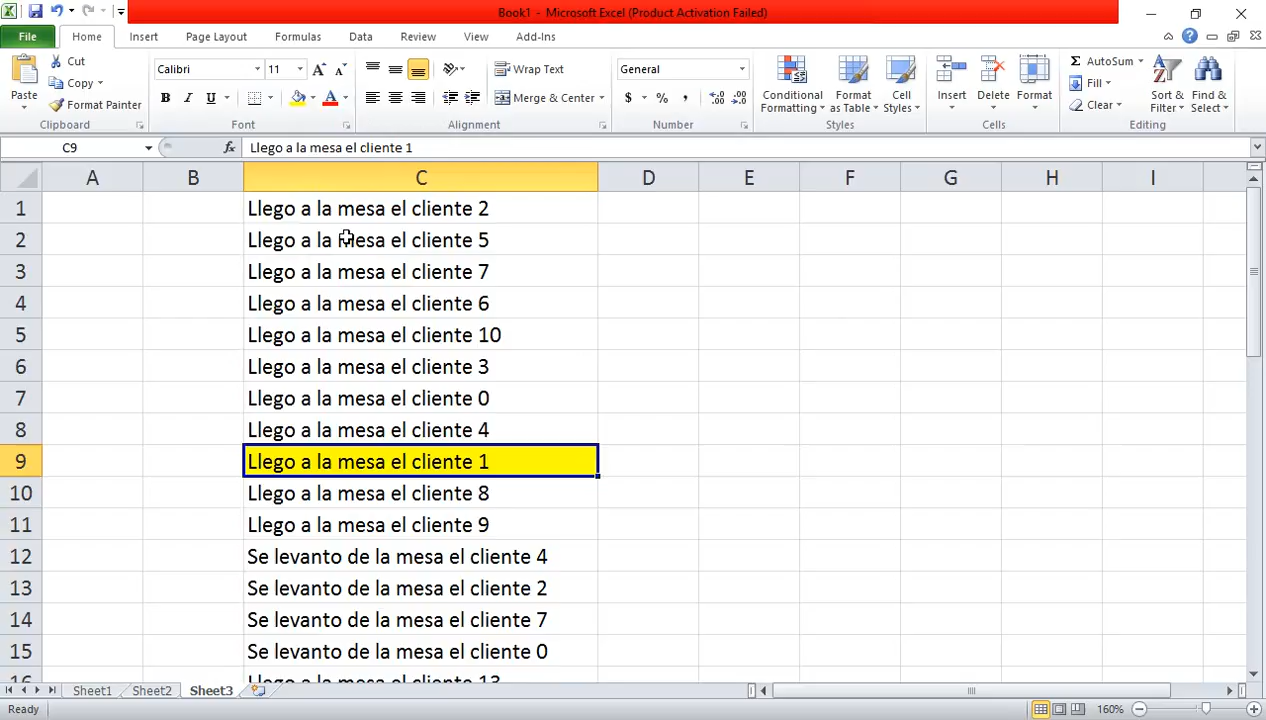 Book1 - Microsoft Excel (Product Activation Failed)
File Home Insert Page Layout Formulas Data Review View Add-Ins
Paste
Cut
Copy
Format Painter
Clipboard
Calibri 11
B I U
Font
Wrap Text
Merge & Center
Alignment
General
$ % ,
Number
Conditional Formatting
Format as Table
Cell Styles
Styles
Insert Delete Format
Cells
AutoSum
Fill
Clear
Sort & Filter
Find & Select
Editing
C9 fx Llego a la mesa el cliente 1
A B C D E F G H I
1 Llego a la mesa el cliente 2
2 Llego a la mesa el cliente 5
3 Llego a la mesa el cliente 7
4 Llego a la mesa el cliente 6
5 Llego a la mesa el cliente 10
6 Llego a la mesa el cliente 3
7 Llego a la mesa el cliente 0
8 Llego a la mesa el cliente 4
9 Llego a la mesa el cliente 1
10 Llego a la mesa el cliente 8
11 Llego a la mesa el cliente 9
12 Se levanto de la mesa el cliente 4
13 Se levanto de la mesa el cliente 2
14 Se levanto de la mesa el cliente 7
15 Se levanto de la mesa el cliente 0
16 Llego a la mesa el cliente 13
Sheet1 Sheet2 Sheet3
Ready 160%